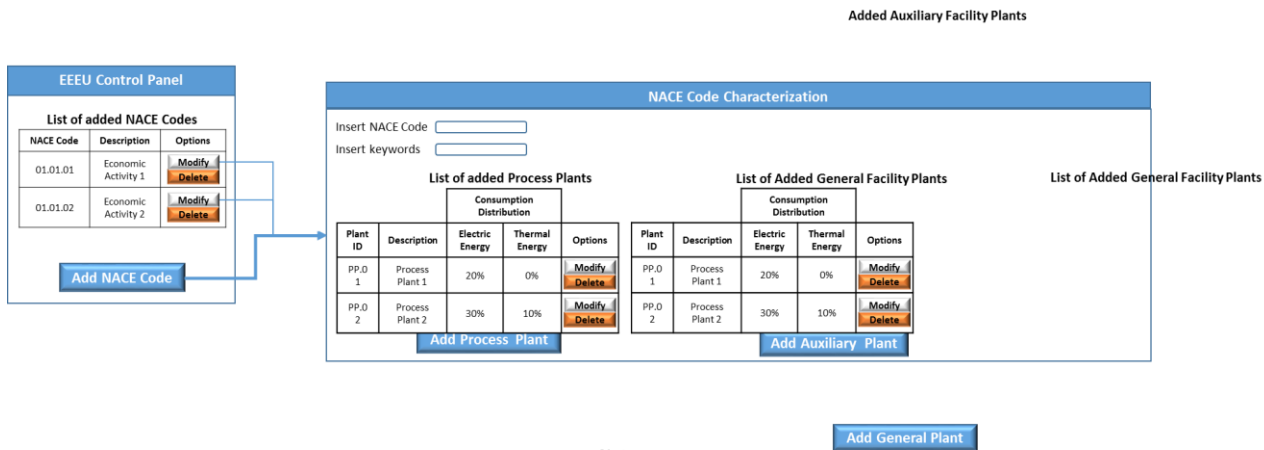 Added Auxiliary Facility Plants
EEEU Control Panel
List of added NACE Codes
NACE Code Description Options
01.01.01 Economic Activity 1 Modify Delete
01.01.02 Economic Activity 2 Modify Delete
Add NACE Code
NACE Code Characterization
Insert NACE Code
Insert keywords
List of added Process Plants
Consumption Distribution
Plant ID Description Electric Energy Thermal Energy Options
PP.0 1 Process Plant 1 20% 0% Modify Delete
PP.0 2 Process Plant 2 30% 10% Modify Delete
Add Process Plant
List of Added General Facility Plants
Consumption Distribution
Plant ID Description Electric Energy Thermal Energy Options
PP.0 1 Process Plant 1 20% 0% Modify Delete
PP.0 2 Process Plant 2 30% 10% Modify Delete
Add Auxiliary Plant
List of Added General Facility Plants
Add General Plant